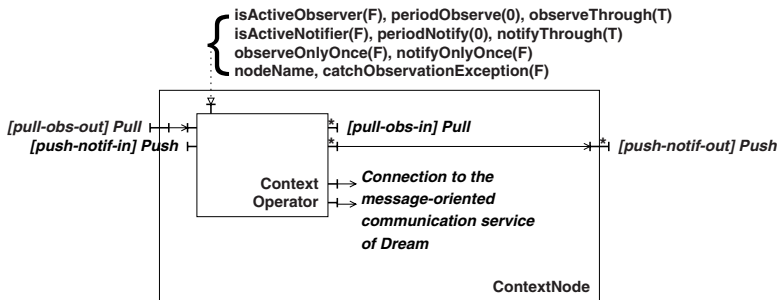 isActiveObserver(F), periodObserve(0), observeThrough(T)
isActiveNotifier(F), periodNotify(0), notifyThrough(T)
observeOnlyOnce(F), notifyOnlyOnce(F)
nodeName, catchObservationException(F)
[pull-obs-out] Pull
* [pull-obs-in] Pull
[push-notif-in] Push
*
* [push-notif-out] Push
Context
Operator
Connection to the
message-oriented
communication service
of Dream
ContextNode